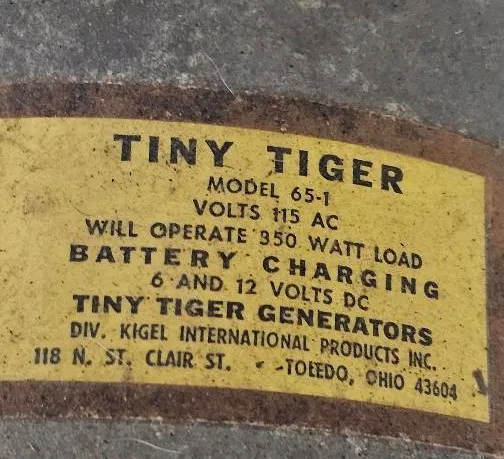 TINY TIGER
MODEL 65-1
VOLTS 115 AC
WILL OPERATE 350 WATT LOAD
BATTERY CHARGING
6 AND 12 VOLTS DC
TINY TIGER GENERATORS
DIV. KIGEL INTERNATIONAL PRODUCTS INC.
118 N. ST. CLAIR ST. - TOLEDO, OHIO 43604